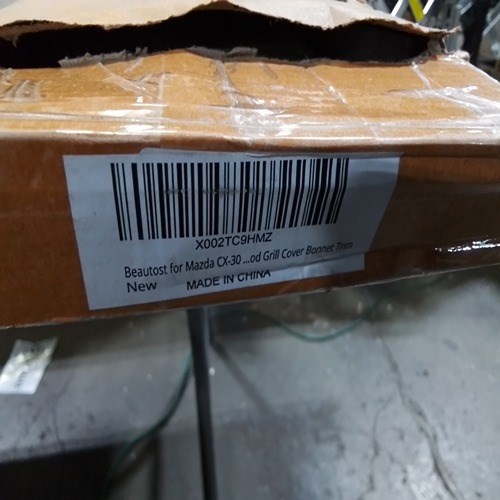 X002TC9HMZ
Beautost for Mazda CX-30 ...od Grill Cover Bonnet Trim
New
MADE IN CHINA